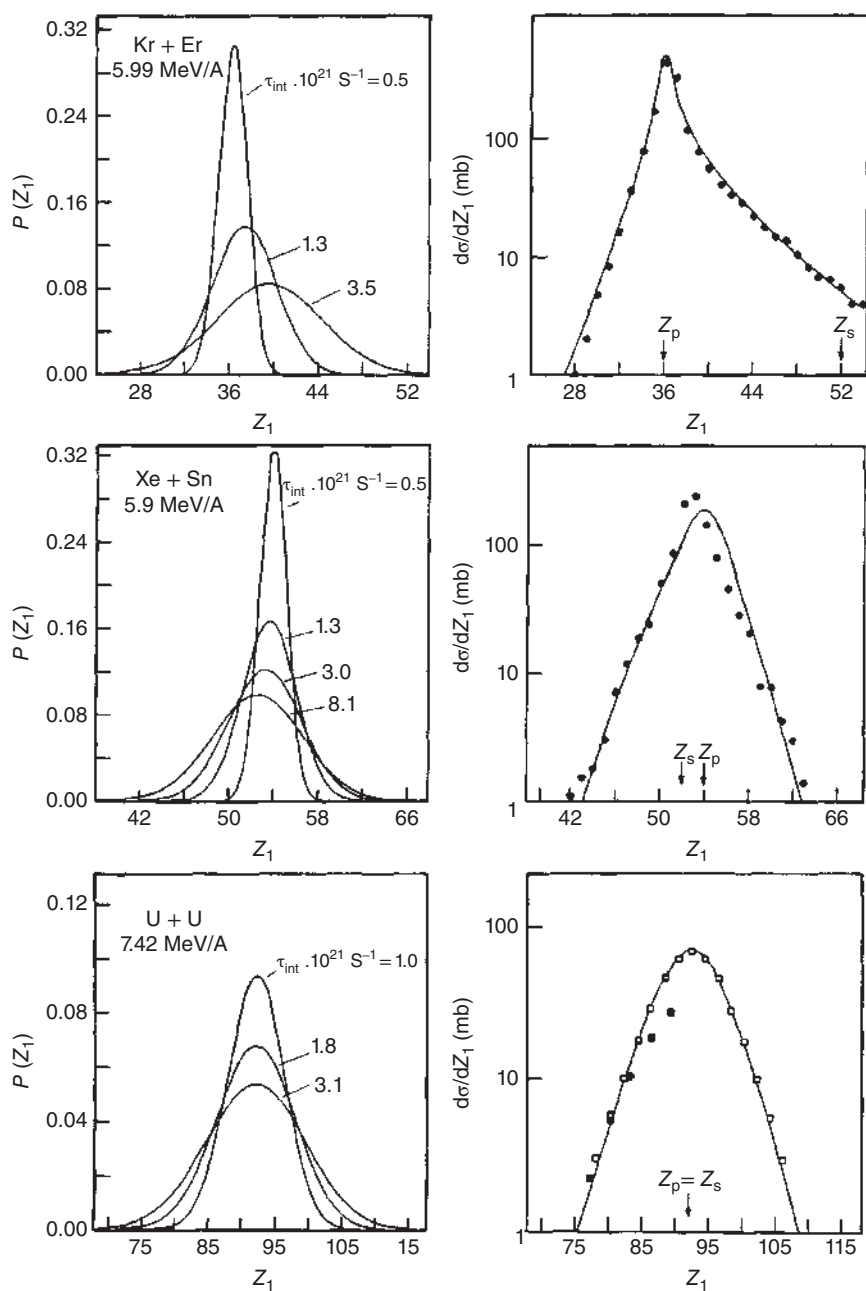 0.32
0.24
0.16
0.08
0.00
P (Z1)
Kr + Er
5.99 MeV/A
τint .10²¹ S⁻¹ = 0.5
1.3
3.5
28
36
44
52
Z1
100
10
1
dσ/dZ1 (mb)
Zp
Zs
28
36
44
52
Z1
0.32
0.24
0.16
0.08
0.00
P (Z1)
Xe + Sn
5.9 MeV/A
τint .10²¹ S⁻¹ = 0.5
1.3
3.0
8.1
42
50
58
66
Z1
100
10
1
dσ/dZ1 (mb)
Zs Zp
42
50
58
66
Z1
0.12
0.08
0.04
0.00
P (Z1)
U + U
7.42 MeV/A
τint .10²¹ S⁻¹ = 1.0
1.8
3.1
75
85
95
105
15
Z1
100
10
1
dσ/dZ1 (mb)
Zp = Zs
75
85
95
105
115
Z1